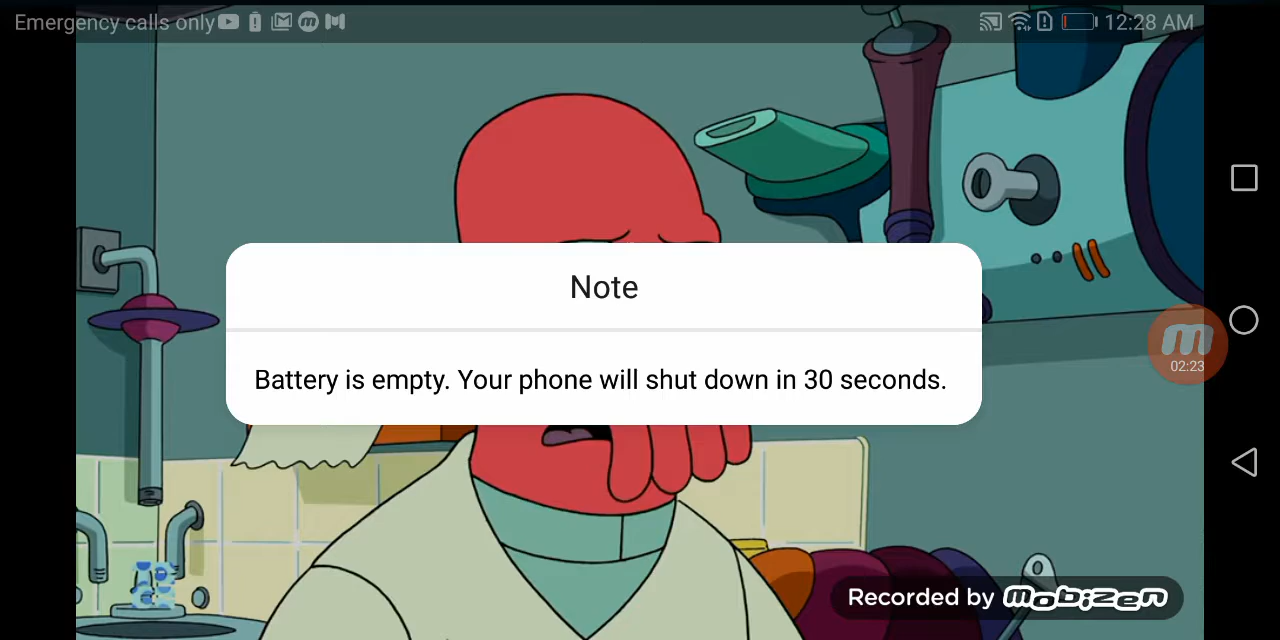 Emergency calls only
12:28 AM
Note
Battery is empty. Your phone will shut down in 30 seconds.
02:23
Recorded by mobizen